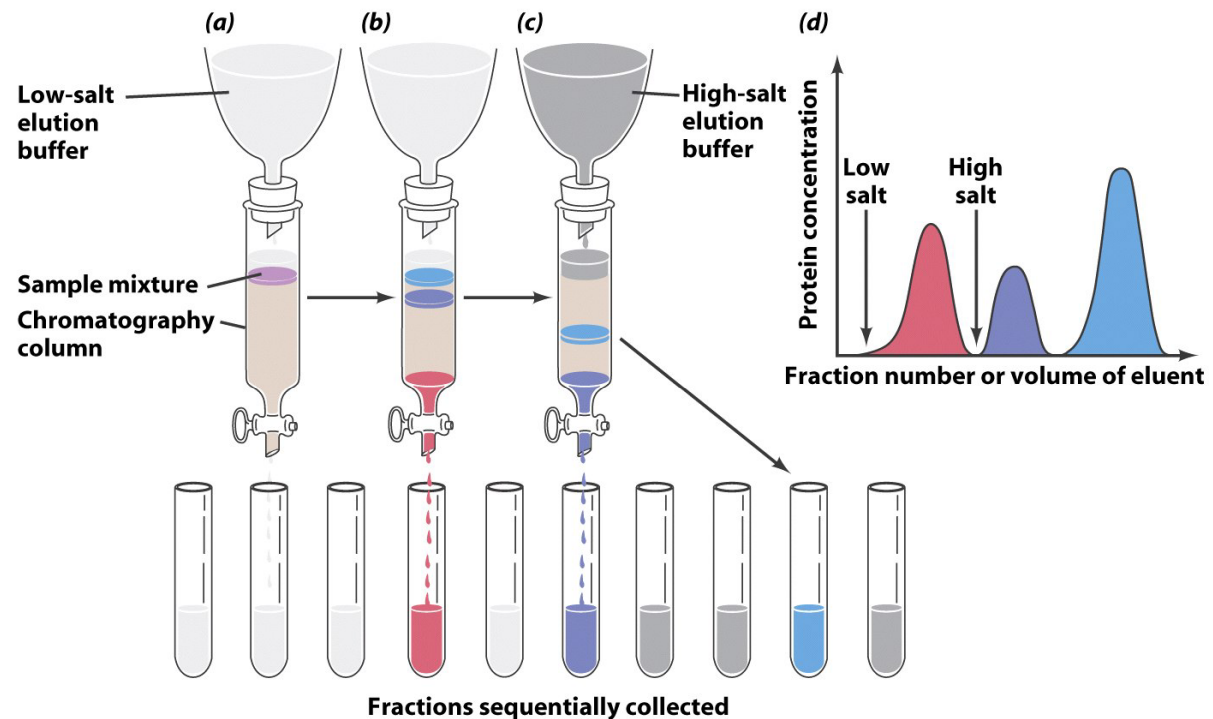 (a)
(b)
(c)
(d)
Low-salt
elution
buffer
High-salt
elution
buffer
Sample mixture
Chromatography
column
Protein concentration
Low
salt
High
salt
Fraction number or volume of eluent
Fractions sequentially collected